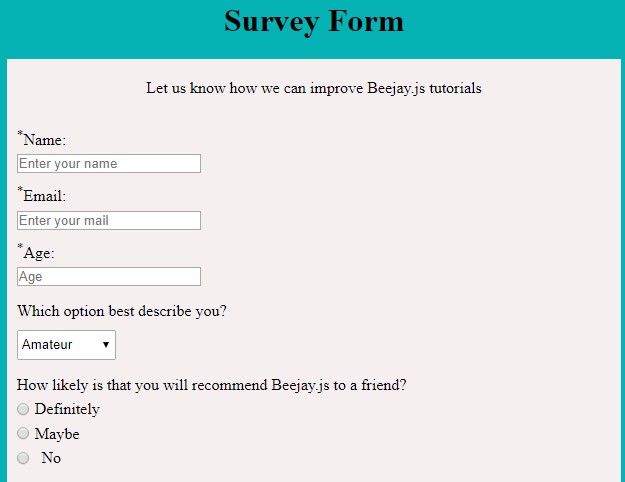 Survey Form
Let us know how we can improve Beejay.js tutorials
*Name:
Enter your name
*Email:
Enter your mail
*Age:
Age
Which option best describe you?
Amateur
How likely is that you will recommend Beejay.js to a friend?
Definitely
Maybe
No